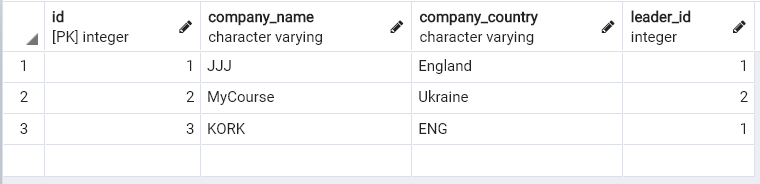 id company_name company_country leader_id
[PK] integer character varying character varying integer
1 1 JJJ England 1
2 2 MyCourse Ukraine 2
3 3 KORK ENG 1